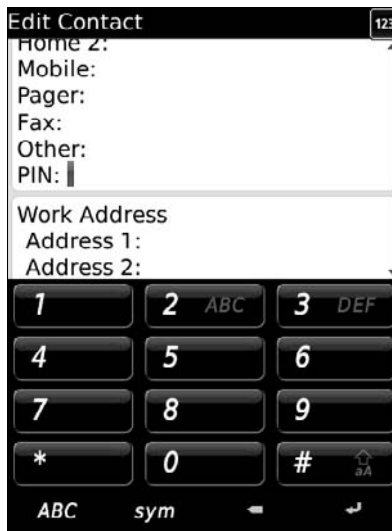 Edit Contact 123
Home 2:
Mobile:
Pager:
Fax:
Other:
PIN:
Work Address
Address 1:
Address 2:
1 2 ABC 3 DEF
4 5 6
7 8 9
* 0 # aA
ABC sym